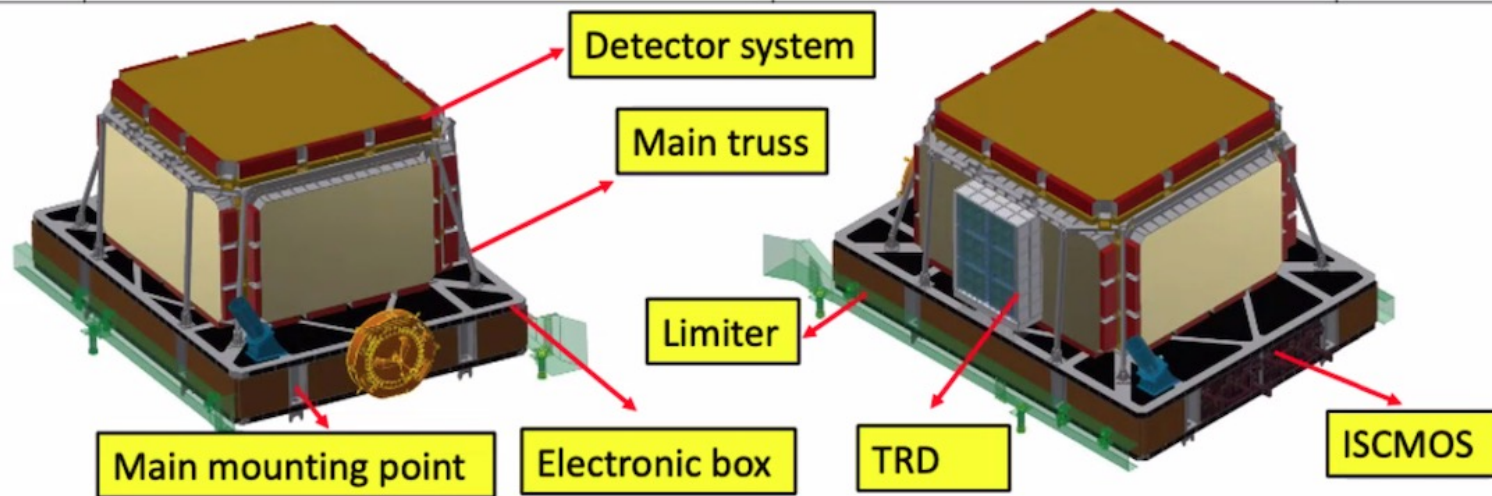 Detector system
Main truss
Limiter
Main mounting point
Electronic box
TRD
ISCMOS